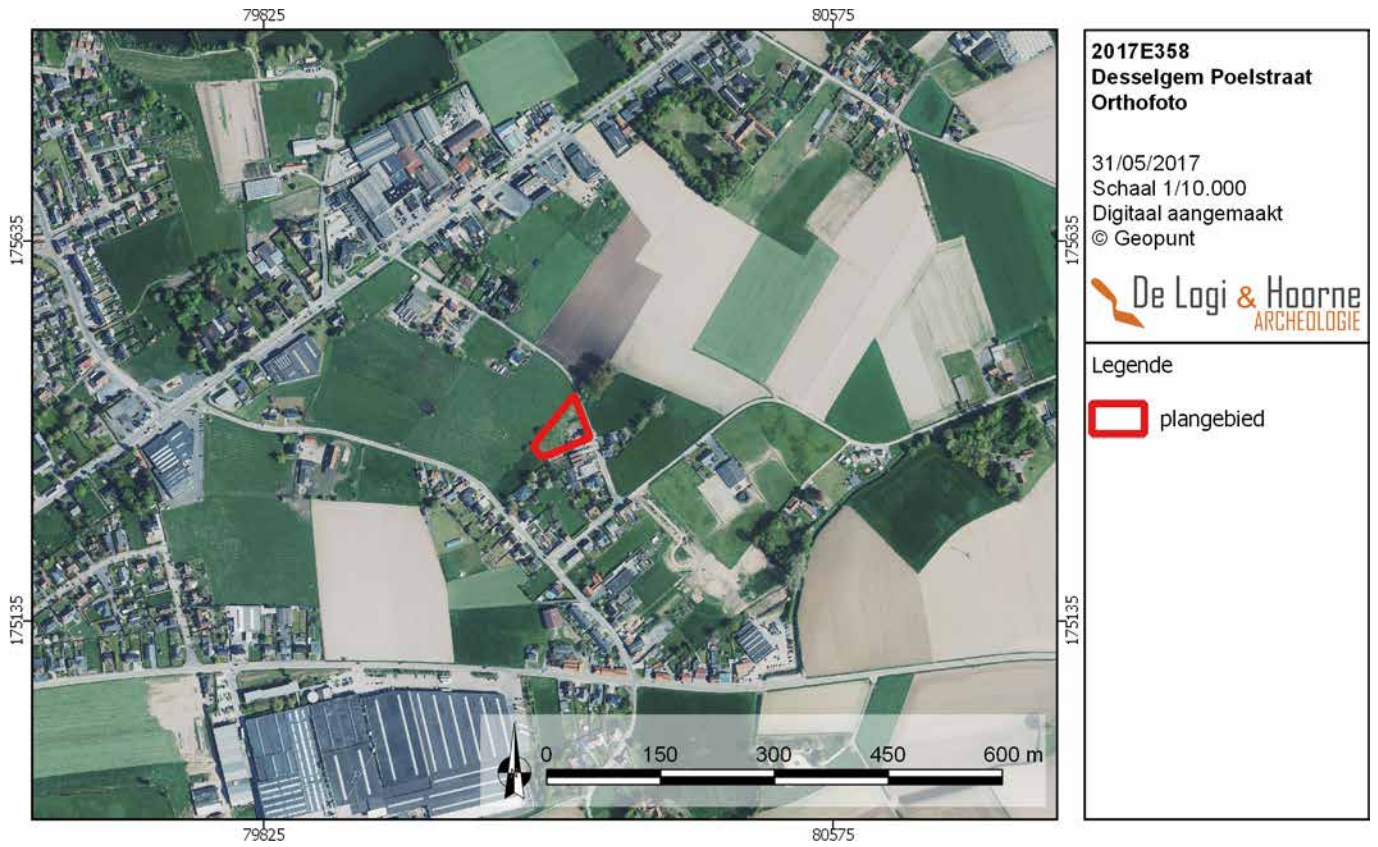 79825 80575
175635
175135
175635
175135
79825 80575
0 150 300 450 600 m
2017E358
Desselgem Poelstraat
Orthofoto
31/05/2017
Schaal 1/10.000
Digitaal aangemaakt
© Geopunt
De Logi & Hoorne
ARCHEOLOGIE
Legende
plangebied